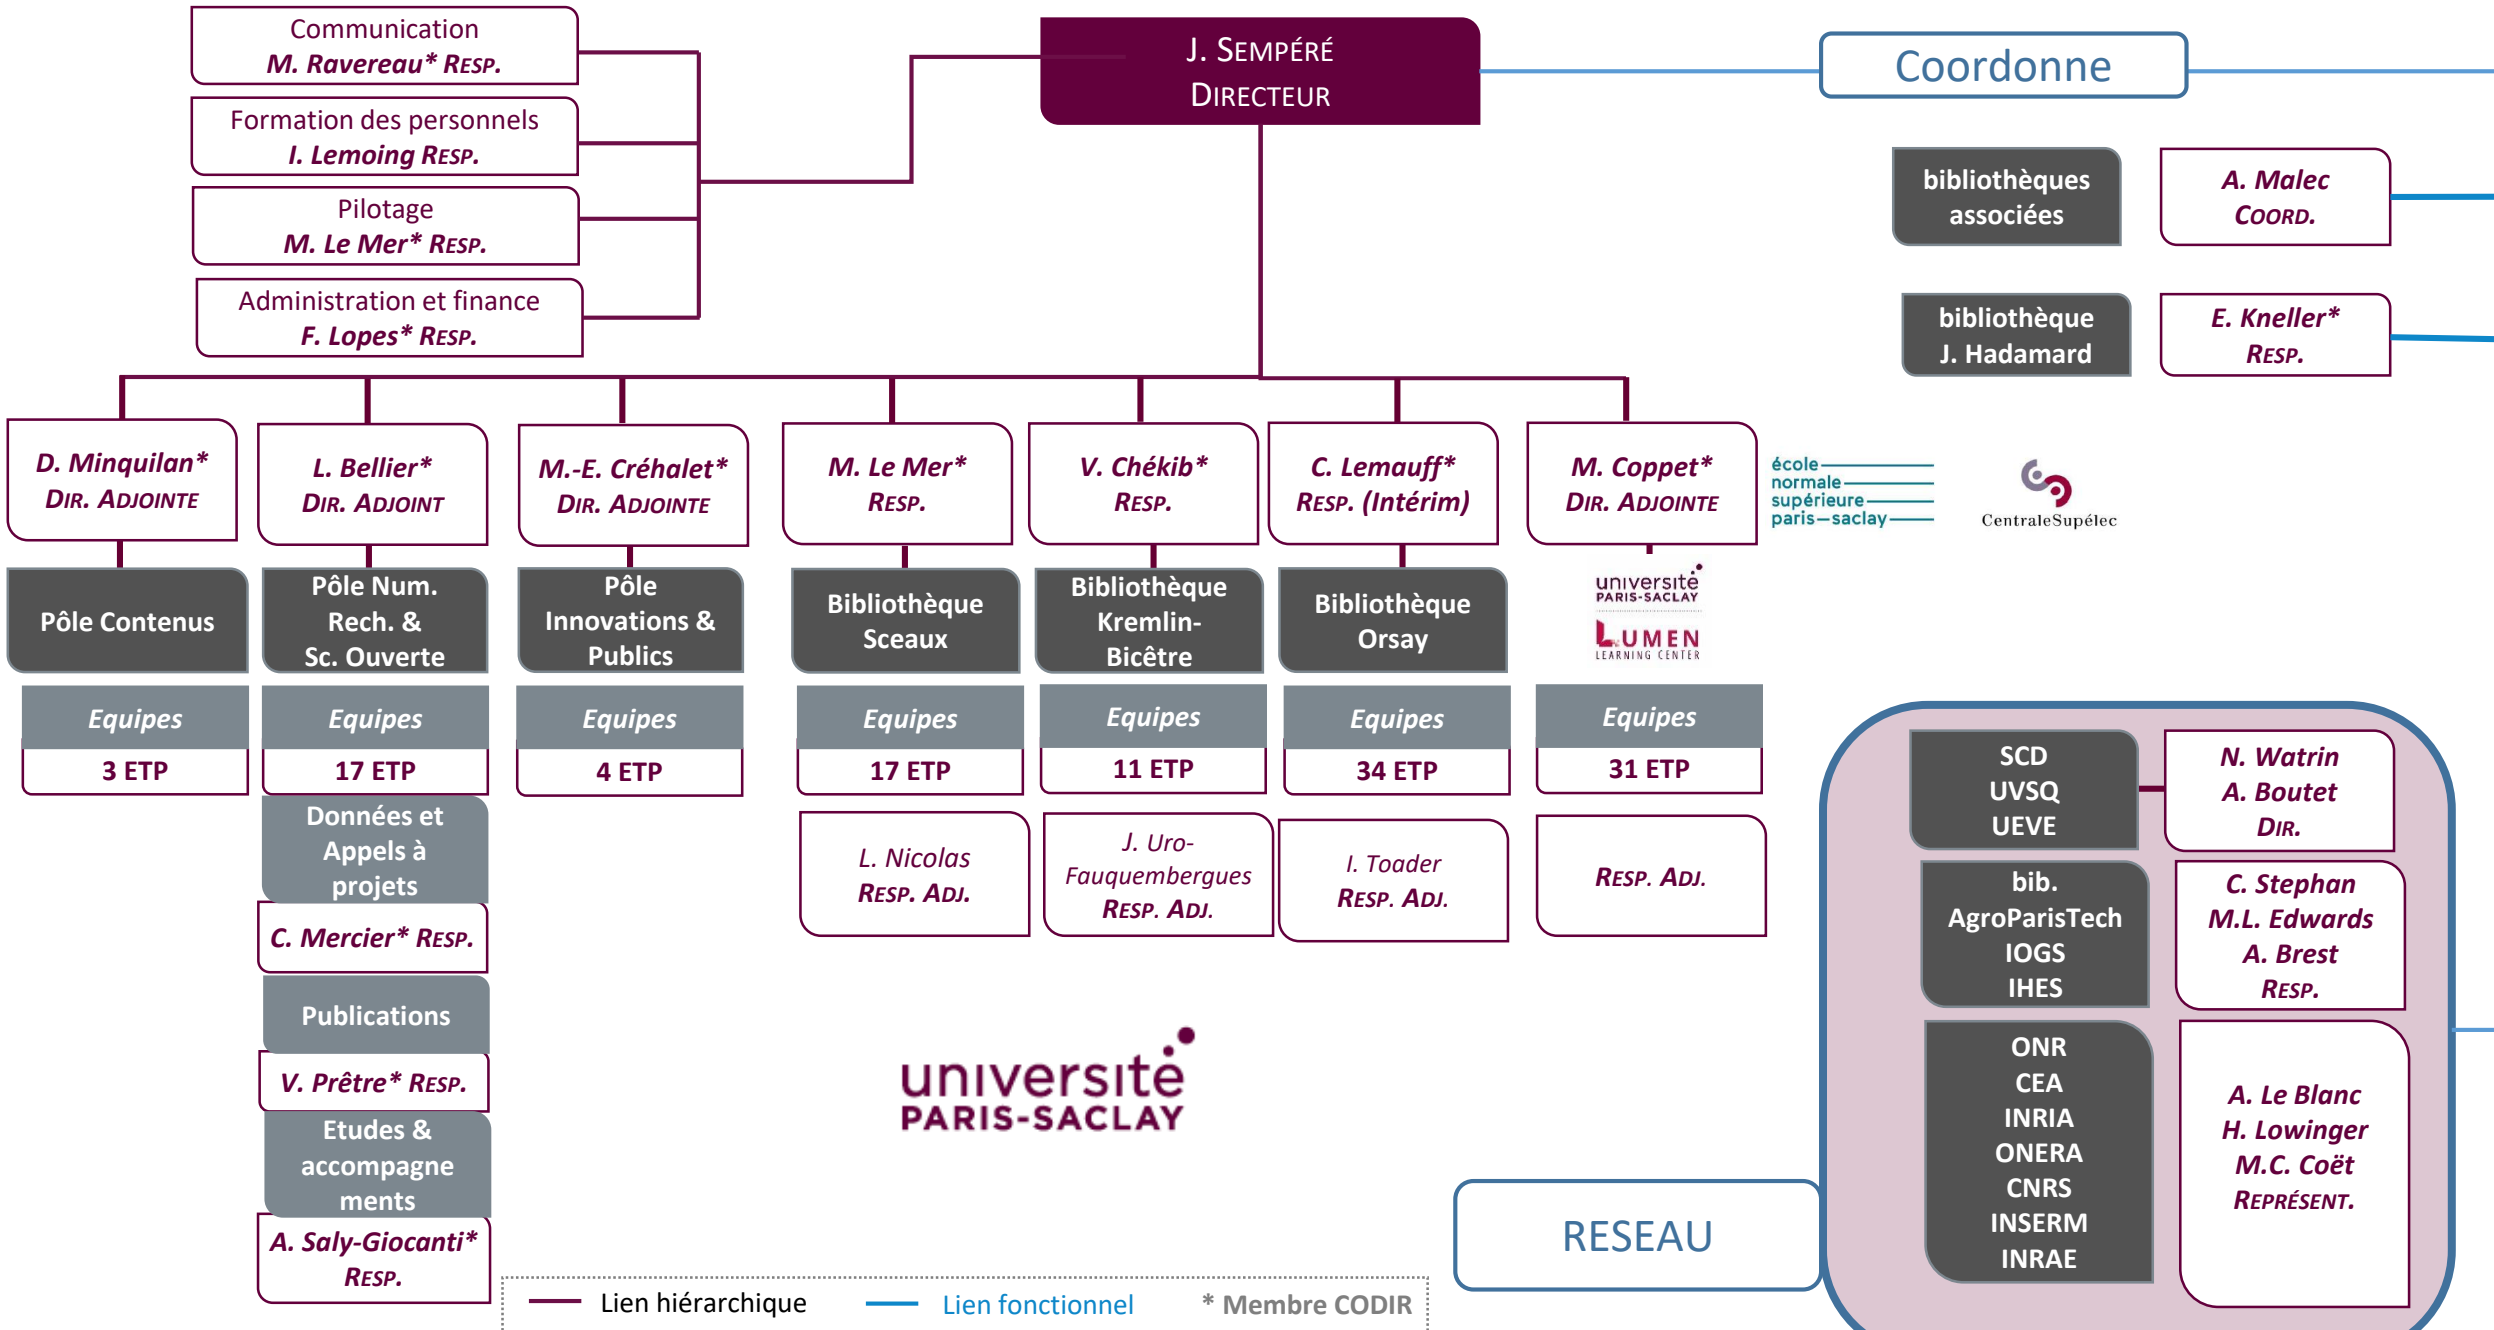 Communication
M. Ravereau* RESP.
Formation des personnels
I. Lemoing RESP.
Pilotage
M. Le Mer* RESP.
Administration et finance
F. Lopes* RESP.
J. SEMPÉRÉ
DIRECTEUR
Coordonne
bibliothèques
associées
A. Malec
COORD.
bibliothèque
J. Hadamard
E. Kneller*
RESP.
D. Minquilan*
DIR. ADJOINTE
L. Bellier*
DIR. ADJOINT
M.-E. Créhalet*
DIR. ADJOINTE
M. Le Mer*
RESP.
V. Chékib*
RESP.
C. Lemauff*
RESP. (Intérim)
M. Coppet*
DIR. ADJOINTE
école
normale
supérieure
paris—saclay
CentraleSupélec
Pôle Contenus
Pôle Num.
Rech. &
Sc. Ouverte
Pôle
Innovations &
Publics
Bibliothèque
Sceaux
Bibliothèque
Kremlin-
Bicêtre
Bibliothèque
Orsay
université
PARIS-SACLAY
LUMEN
LEARNING CENTER
Equipes
Equipes
Equipes
Equipes
Equipes
Equipes
Equipes
3 ETP
17 ETP
4 ETP
17 ETP
11 ETP
34 ETP
31 ETP
Données et
Appels à
projets
C. Mercier* RESP.
Publications
V. Prêtre* RESP.
Etudes &
accompagne
ments
A. Saly-Giocanti*
RESP.
L. Nicolas
RESP. ADJ.
J. Uro-
Fauquembergues
RESP. ADJ.
I. Toader
RESP. ADJ.
RESP. ADJ.
SCD
UVSQ
UEVE
N. Watrin
A. Boutet
DIR.
bib.
AgroParisTech
IOGS
IHES
C. Stephan
M.L. Edwards
A. Brest
RESP.
ONR
CEA
INRIA
ONERA
CNRS
INSERM
INRAE
A. Le Blanc
H. Lowinger
M.C. Coët
REPRÉSENT.
université
PARIS-SACLAY
RESEAU
Lien hiérarchique
Lien fonctionnel
* Membre CODIR